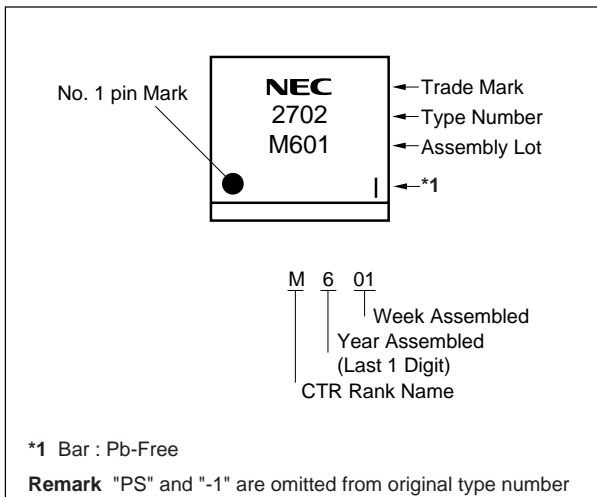 No. 1 pin Mark
NEC
2702
M601
Trade Mark
Type Number
Assembly Lot
*1
M 6 01
Week Assembled
Year Assembled
(Last 1 Digit)
CTR Rank Name
*1 Bar : Pb-Free
Remark "PS" and "-1" are omitted from original type number